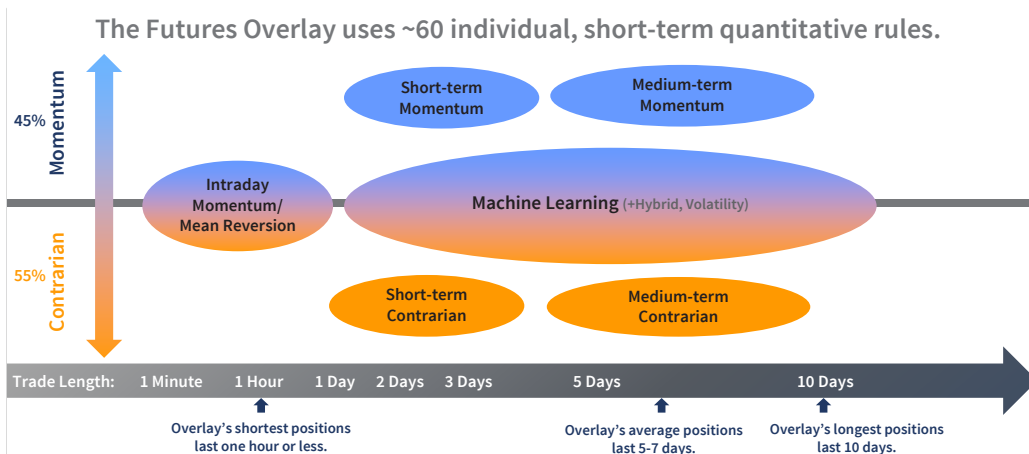 The Futures Overlay uses ~60 individual, short-term quantitative rules.
45%
Momentum
55%
Contrarian
Short-term
Momentum
Medium-term
Momentum
Intraday
Momentum/
Mean Reversion
Machine Learning (+Hybrid, Volatility)
Short-term
Contrarian
Medium-term
Contrarian
Trade Length: 1 Minute 1 Hour 1 Day 2 Days 3 Days 5 Days 10 Days
Overlay's shortest positions
last one hour or less.
Overlay's average positions
last 5-7 days.
Overlay's longest positions
last 10 days.